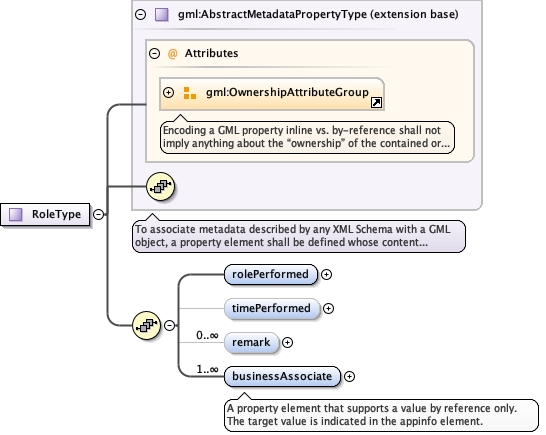 gml:AbstractMetadataPropertyType (extension base)
@ Attributes
gml:OwnershipAttributeGroup
Encoding a GML property inline vs. by-reference shall not
imply anything about the “ownership” of the contained or...
RoleType
To associate metadata described by any XML Schema with a GML
object, a property element shall be defined whose content...
rolePerformed
timePerformed
0..∞
remark
1..∞
businessAssociate
A property element that supports a value by reference only.
The target value is indicated in the appinfo element.